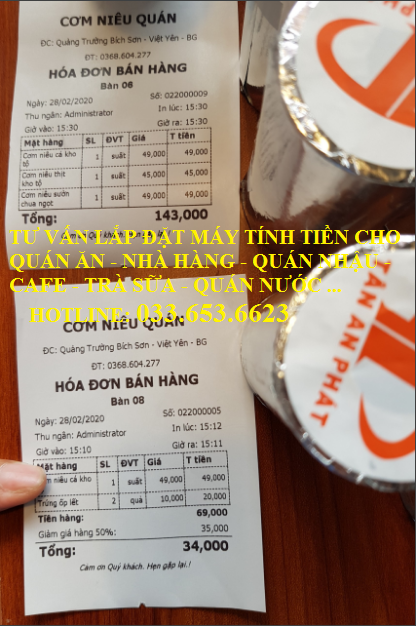 CƠM NIÊU QUÁN
ĐC: Quảng Trường Bích Sơn - Việt Yên - BG
ĐT: 0368.604.277
HÓA ĐƠN BÁN HÀNG
Bàn 06
Số: 022000009
Ngày: 28/02/2020 In lúc: 15:30
Thu ngân: Administrator
Giờ vào: 15:30 Giờ ra: 15:30
Mặt hàng SL ĐVT Giá T tiền
Cơm niêu cá kho tộ 1 suất 49,000 49,000
Cơm niêu thịt kho tộ 1 suất 45,000 45,000
Cơm niêu sườn chua ngọt 1 suất 49,000 49,000
Tổng: 143,000
TƯ VẤN LẮP ĐẶT MÁY TÍNH TIỀN CHO
QUÁN ĂN - NHÀ HÀNG - QUÁN NHẬU -
CAFE - TRÀ SỮA - QUÁN NƯỚC ...
HOTLINE: 033.653.6623
CƠM NIÊU QUÁN
ĐC: Quảng Trường Bích Sơn - Việt Yên - BG
ĐT: 0368.604.277
HÓA ĐƠN BÁN HÀNG
Bàn 08
Ngày: 28/02/2020 Số: 022000005
Thu ngân: Administrator In lúc: 15:12
Giờ vào: 15:10 Giờ ra: 15:11
Mặt hàng SL ĐVT Giá T tiền
niêu cá kho 1 suất 49,000 49,000
Trứng ốp lết 2 quả 10,000 20,000
Tiền hàng: 69,000
Giảm giá hàng 50%: 35,000
Tổng: 34,000
Cảm ơn Quý khách. Hẹn gặp lại.!
TÂN AN PHÁT